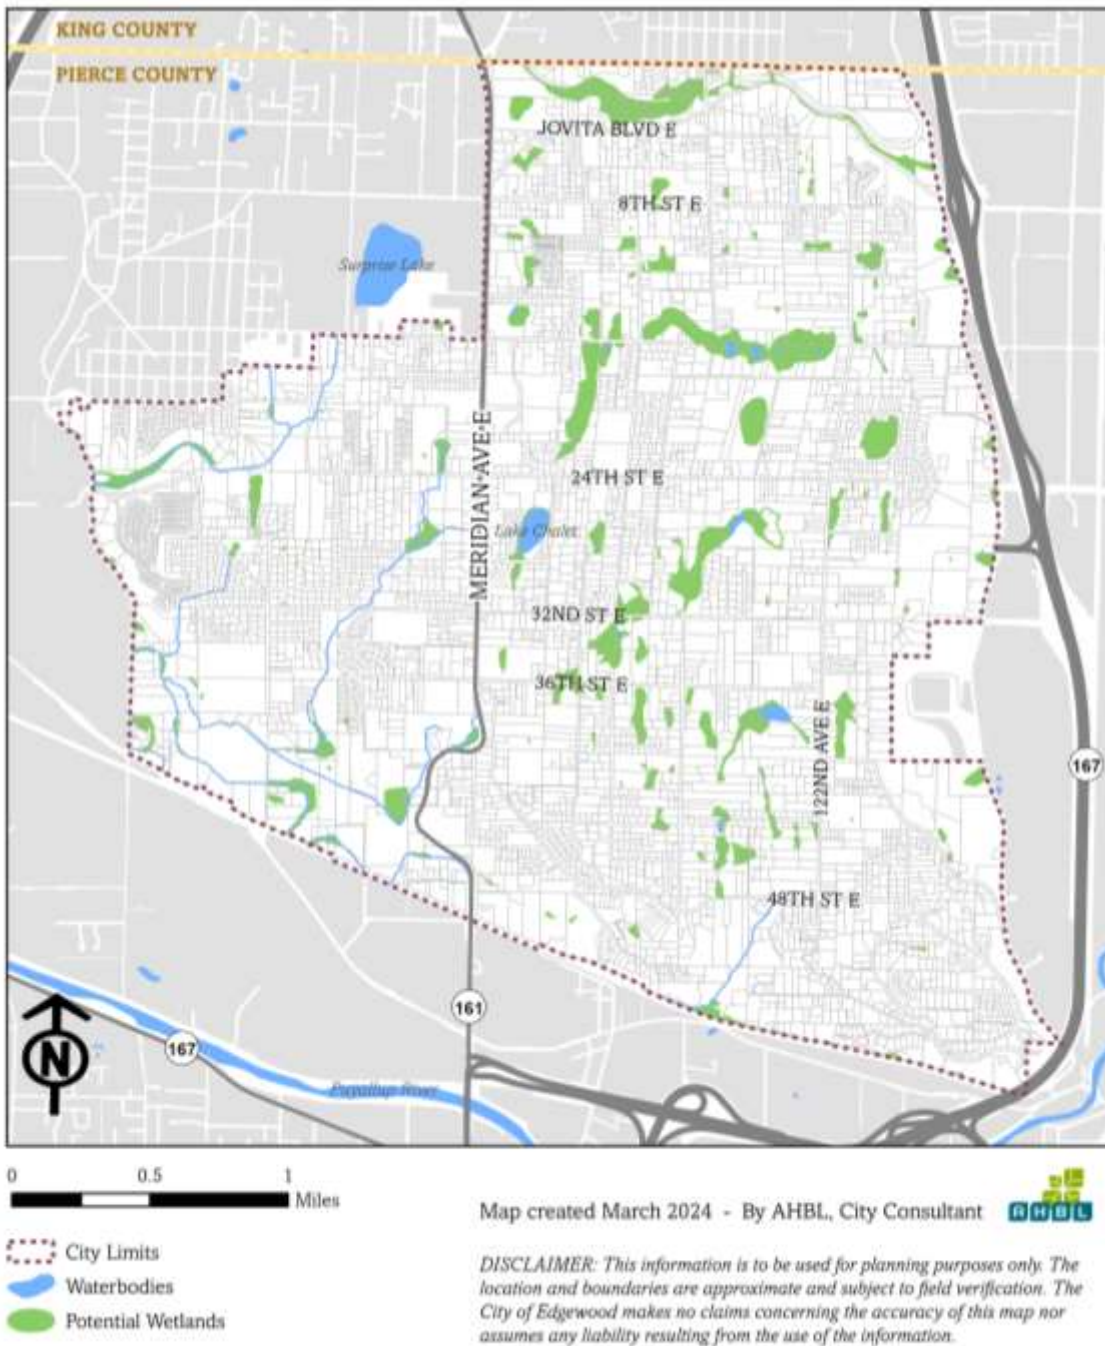 KING COUNTY
PIERCE COUNTY
JOVITA BLVD E
8TH ST E
Surprise Lake
MERIDIAN AVE E
24TH ST E
Lake Chalet
32ND ST E
36TH ST E
122ND AVE E
167
48TH ST E
161
N
167
Puyallup River
0 0.5 1
Miles
Map created March 2024 - By AHBL, City Consultant
AHBL
City Limits
Waterbodies
Potential Wetlands
DISCLAIMER: This information is to be used for planning purposes only. The
location and boundaries are approximate and subject to field verification. The
City of Edgewood makes no claims concerning the accuracy of this map nor
assumes any liability resulting from the use of the information.